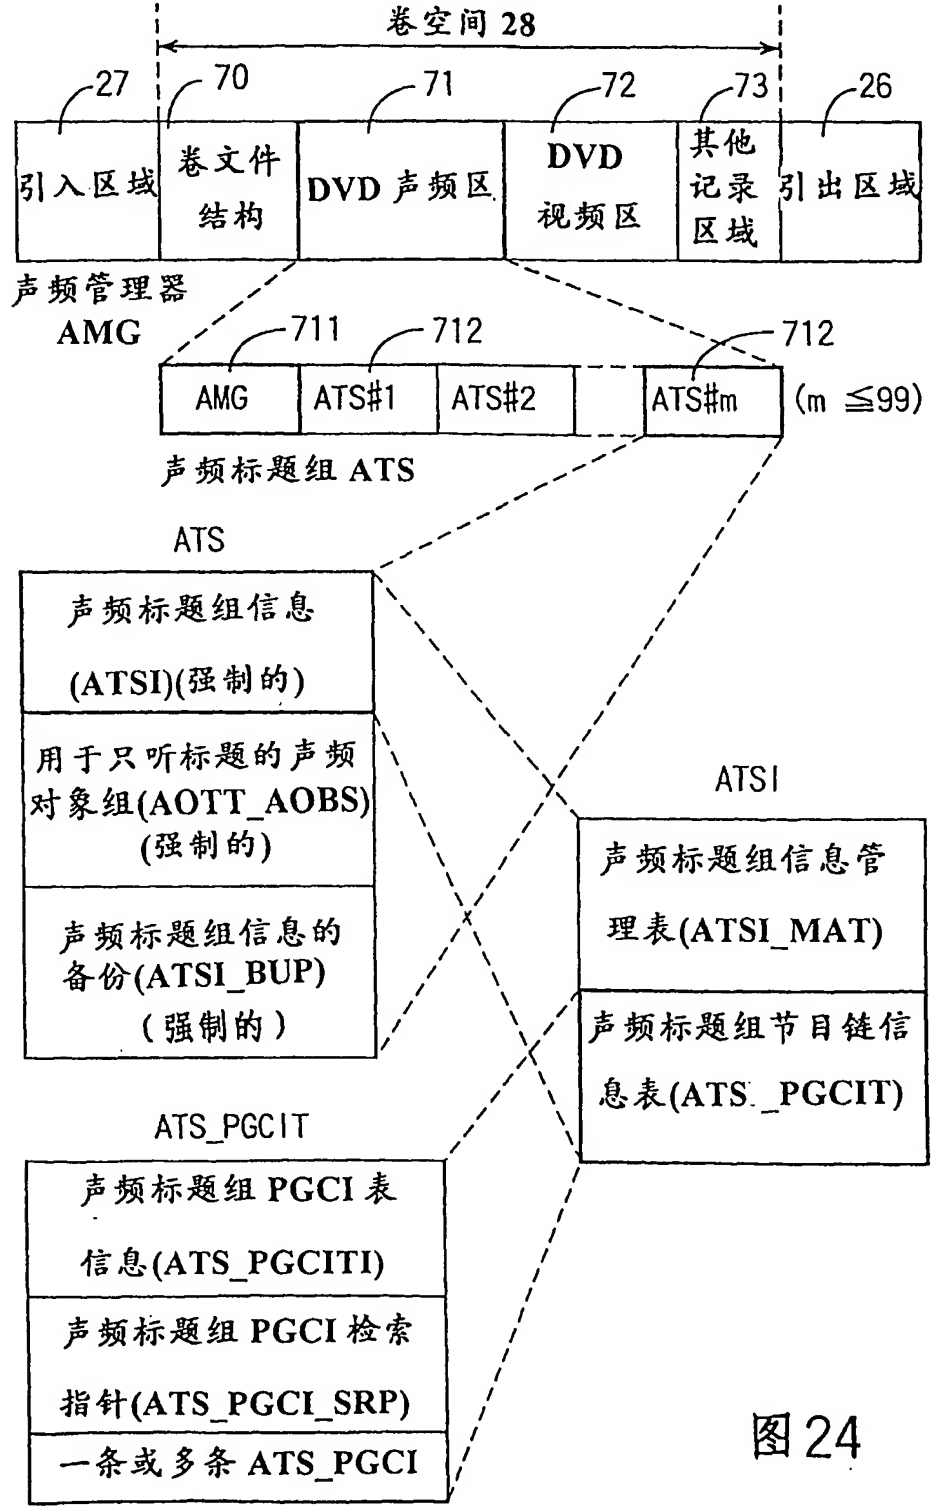 卷空间 28
27
70
71
72
73
26
引入区域
卷文件
结构
DVD 声频区
DVD
视频区
其他
记录
区域
引出区域
声频管理器
AMG
711
712
712
AMG
ATS#1
ATS#2
ATS#m
(m ≦99)
声频标题组 ATS
ATS
声频标题组信息
(ATSI)(强制的)
用于只听标题的声频
对象组(AOTT_AOBS)
(强制的)
声频标题组信息的
备份(ATSI_BUP)
(强制的)
ATSI
声频标题组信息管
理表(ATSI_MAT)
声频标题组节目链信
息表(ATS_PGCIT)
ATS_PGCIT
声频标题组 PGCI 表
信息(ATS_PGCITI)
声频标题组 PGCI 检索
指针(ATS_PGCI_SRP)
一条或多条 ATS_PGCI
图24